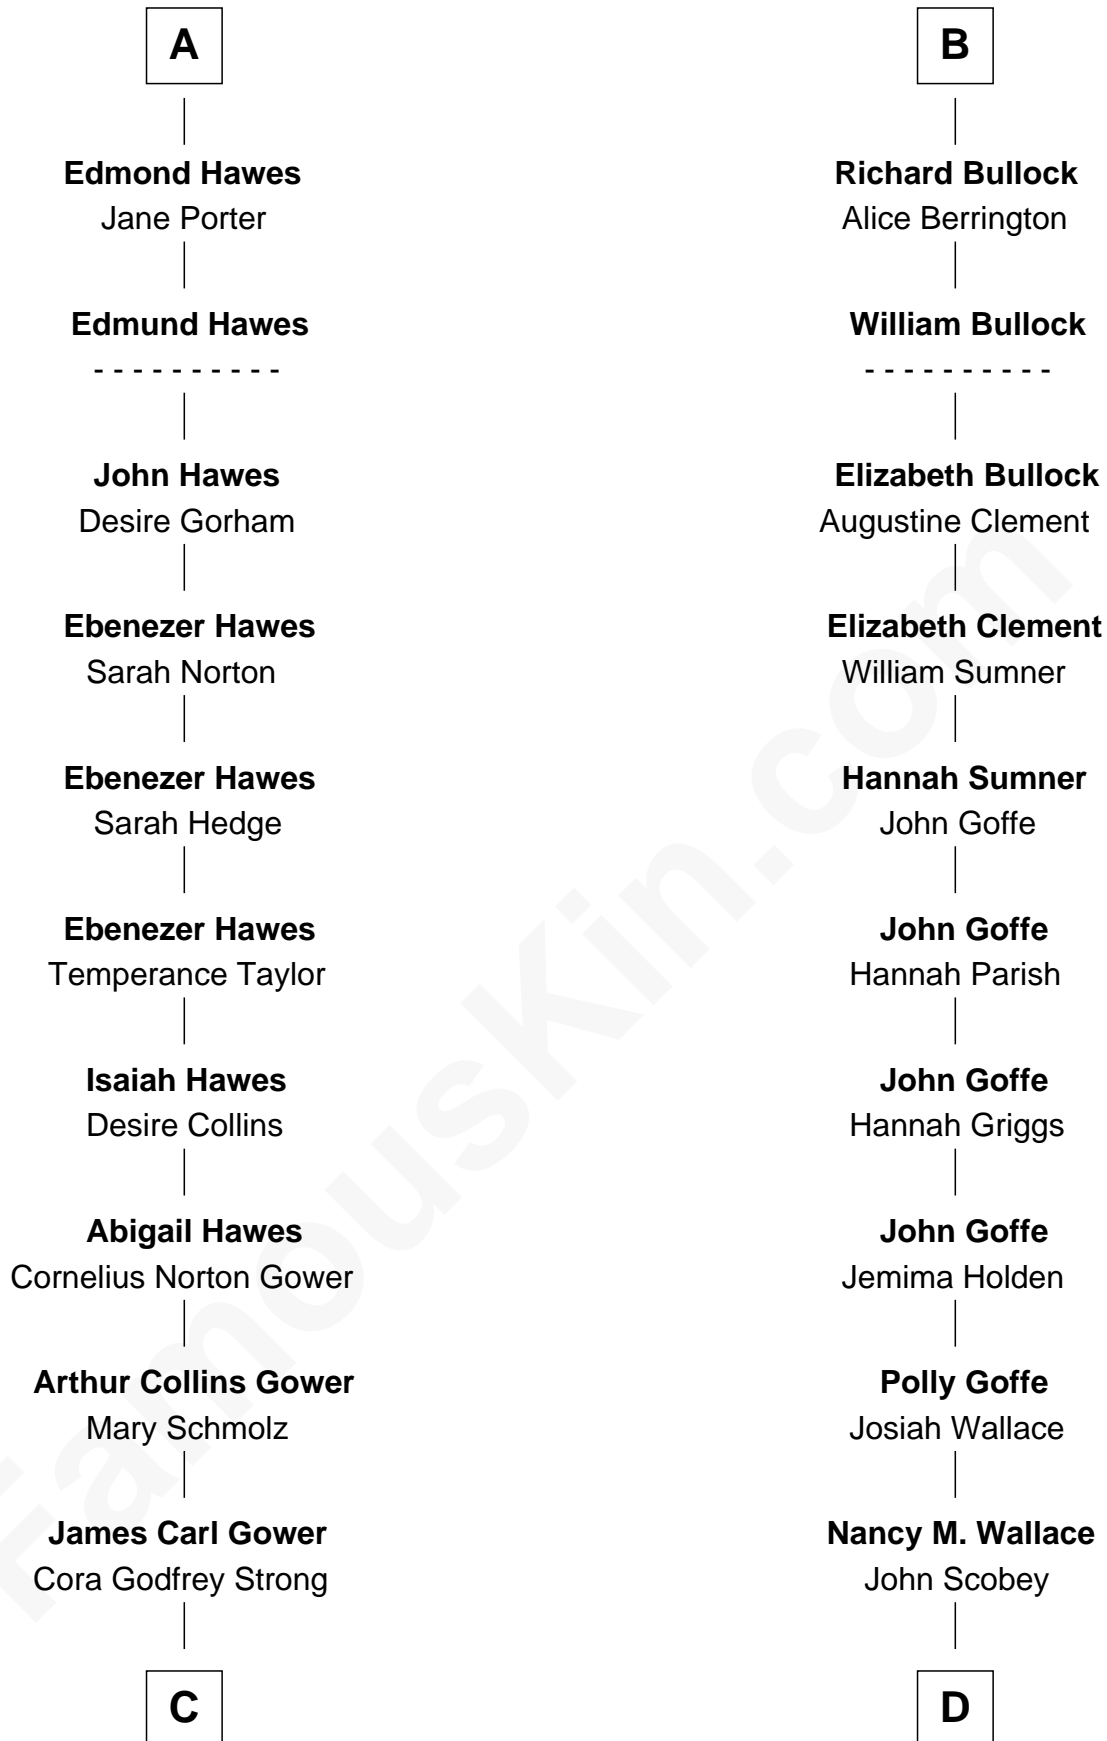 A
Edmond Hawes
Jane Porter
Edmund Hawes
- - - - - - - - - -
John Hawes
Desire Gorham
Ebenezer Hawes
Sarah Norton
Ebenezer Hawes
Sarah Hedge
Ebenezer Hawes
Temperance Taylor
Isaiah Hawes
Desire Collins
Abigail Hawes
Cornelius Norton Gower
Arthur Collins Gower
Mary Schmolz
James Carl Gower
Cora Godfrey Strong
C
B
Richard Bullock
Alice Berrington
William Bullock
- - - - - - - - - -
Elizabeth Bullock
Augustine Clement
Elizabeth Clement
William Sumner
Hannah Sumner
John Goffe
John Goffe
Hannah Parish
John Goffe
Hannah Griggs
John Goffe
Jemima Holden
Polly Goffe
Josiah Wallace
Nancy M. Wallace
John Scobey
D
FamousKin.com